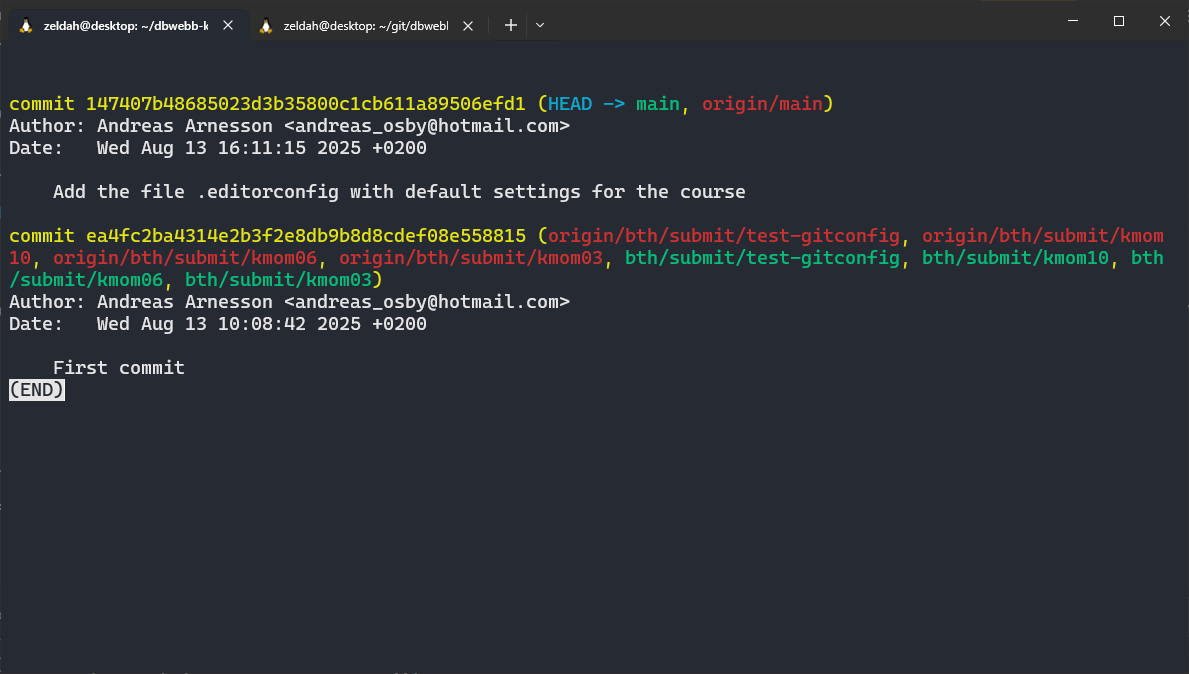 zeldah@desktop: ~/dbwebb-k
zeldah@desktop: ~/git/dbwebl
commit 147407b48685023d3b35800c1cb611a89506efd1 (HEAD -> main, origin/main)
Author: Andreas Arnesson <andreas_osby@hotmail.com>
Date:   Wed Aug 13 16:11:15 2025 +0200
    Add the file .editorconfig with default settings for the course
commit ea4fc2ba4314e2b3f2e8db9b8d8cdef08e558815 (origin/bth/submit/test-gitconfig, origin/bth/submit/kmom
10, origin/bth/submit/kmom06, origin/bth/submit/kmom03, bth/submit/test-gitconfig, bth/submit/kmom10, bth
/submit/kmom06, bth/submit/kmom03)
Author: Andreas Arnesson <andreas_osby@hotmail.com>
Date:   Wed Aug 13 10:08:42 2025 +0200
    First commit
(END)